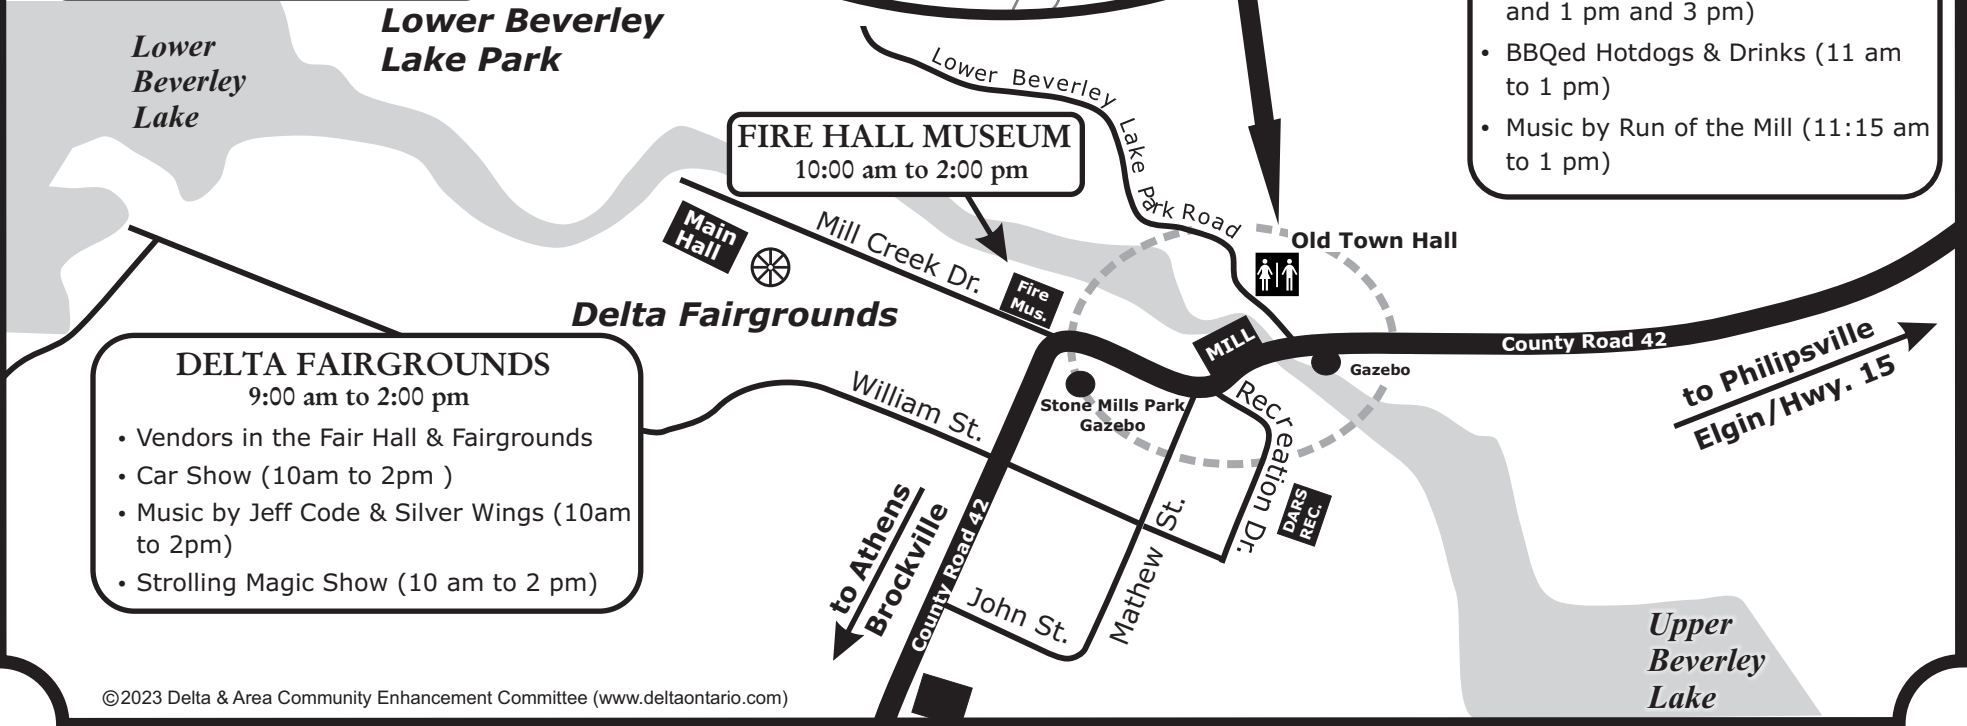 Lower Beverley
Lake Park
Lower
Beverley
Lake
Lower Beverley Lake Park Road
and 1 pm and 3 pm)
• BBQed Hotdogs & Drinks (11 am
to 1 pm)
• Music by Run of the Mill (11:15 am
to 1 pm)
FIRE HALL MUSEUM
10:00 am to 2:00 pm
Main
Hall
Mill Creek Dr.
Fire
Mus.
Old Town Hall
Delta Fairgrounds
MILL
County Road 42
Gazebo
to Philipsville
Elgin/Hwy. 15
DELTA FAIRGROUNDS
9:00 am to 2:00 pm
• Vendors in the Fair Hall & Fairgrounds
• Car Show (10am to 2pm )
• Music by Jeff Code & Silver Wings (10am
to 2pm)
• Strolling Magic Show (10 am to 2 pm)
William St.
Stone Mills Park
Gazebo
Recreation Dr.
DARS
REC.
to Athens
Brockville
County Road 42
Mathew St.
John St.
Upper
Beverley
Lake
©2023 Delta & Area Community Enhancement Committee (www.deltaontario.com)